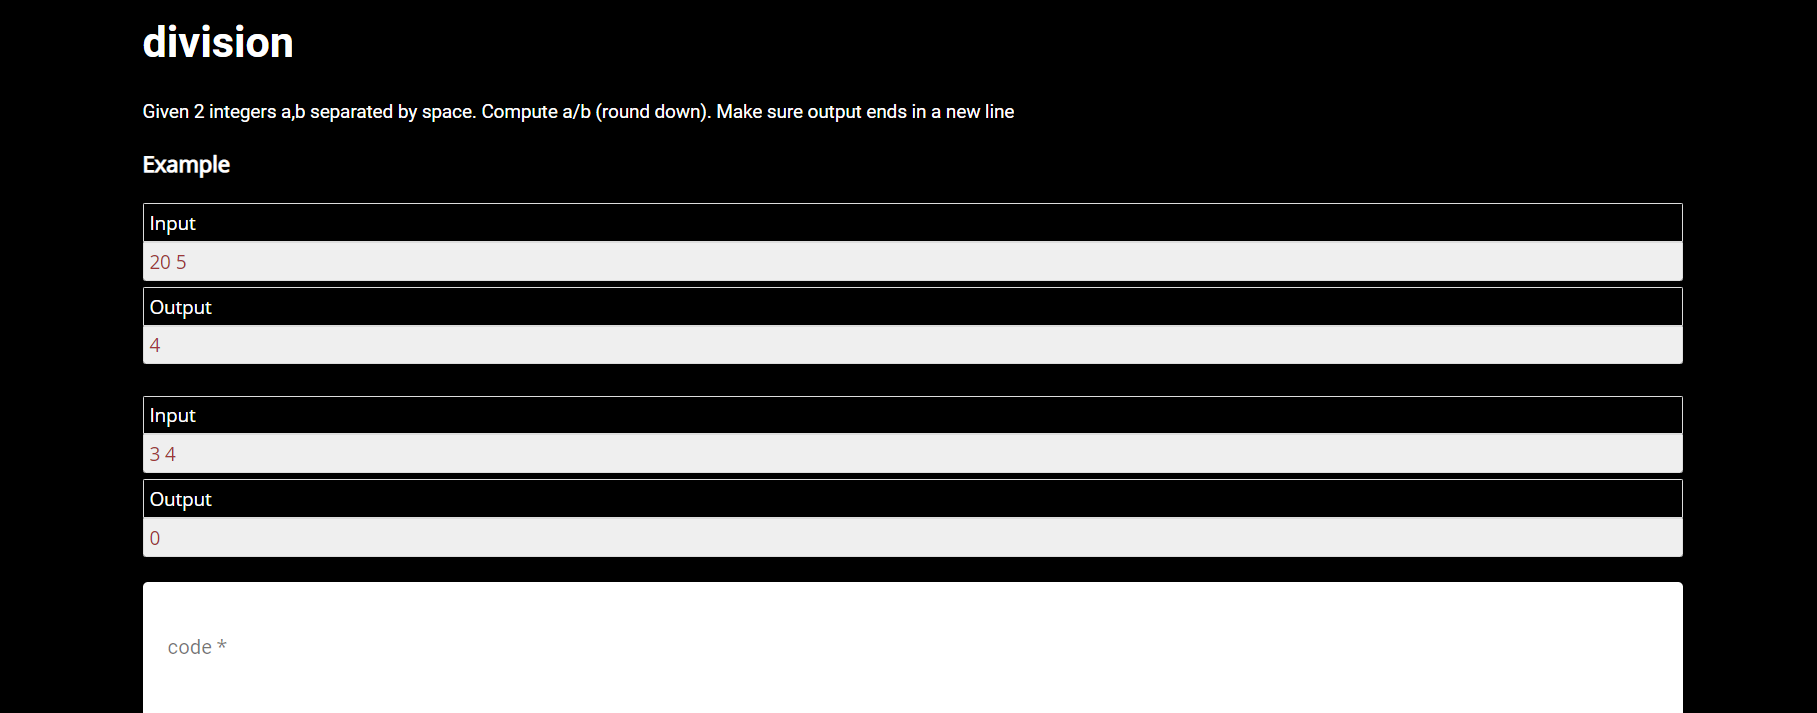 division
Given 2 integers a,b separated by space. Compute a/b (round down). Make sure output ends in a new line
Example
Input
20 5
Output
4
Input
3 4
Output
0
code *